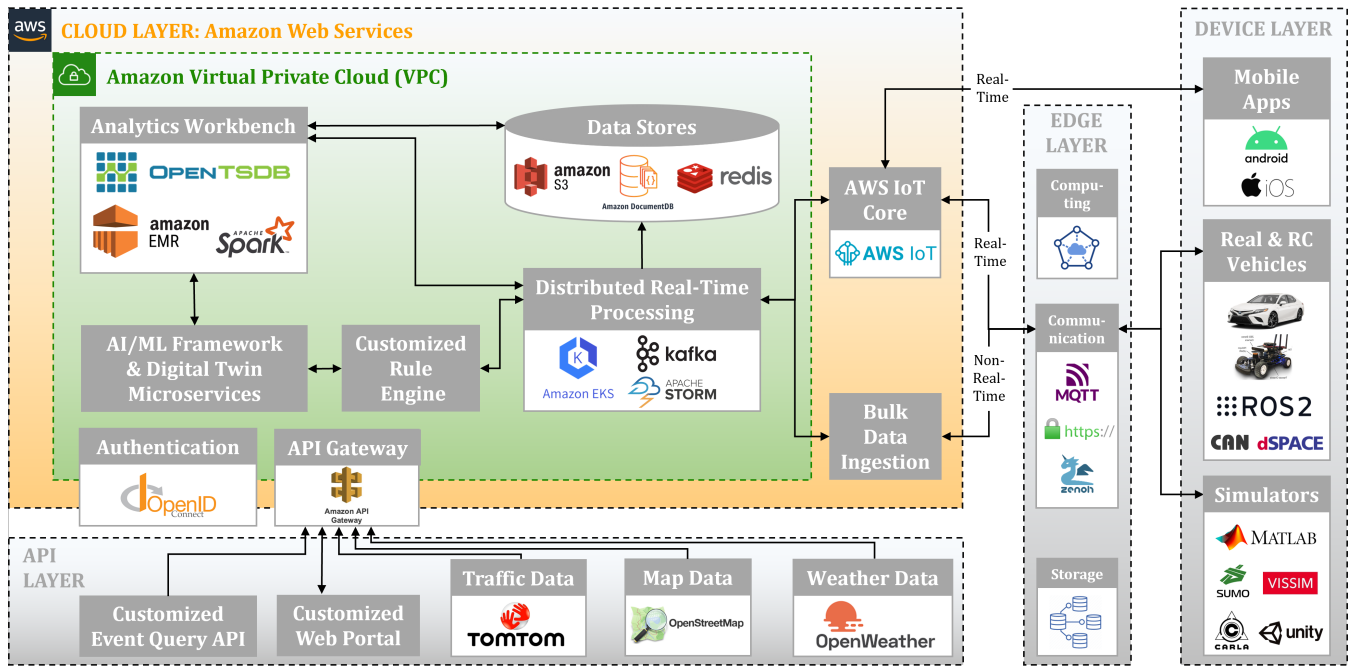 aws
CLOUD LAYER: Amazon Web Services
Amazon Virtual Private Cloud (VPC)
Analytics Workbench
OPENTSDB
amazon
EMR
APACHE
Spark
Data Stores
amazon
S3
Amazon DocumentDB
redis
Distributed Real-Time
Processing
K
Amazon EKS
kafka
APACHE
STORM
AI/ML Framework
& Digital Twin
Microservices
Customized
Rule
Engine
Authentication
OpenID
Connect
API Gateway
Amazon API
Gateway
AWS IoT
Core
AWS IoT
Bulk
Data
Ingestion
Real-
Time
Real-
Time
Non-
Real-
Time
EDGE
LAYER
Compu-
ting
Commu-
nication
MQTT
https://
zenoh
Storage
DEVICE LAYER
Mobile
Apps
android
iOS
Real & RC
Vehicles
ROS2
CAN dSPACE
Simulators
MATLAB
SUMO
VISSIM
CARLA
unity
API
LAYER
Customized
Event Query API
Customized
Web Portal
Traffic Data
TOMTOM
Map Data
OpenStreetMap
Weather Data
OpenWeather